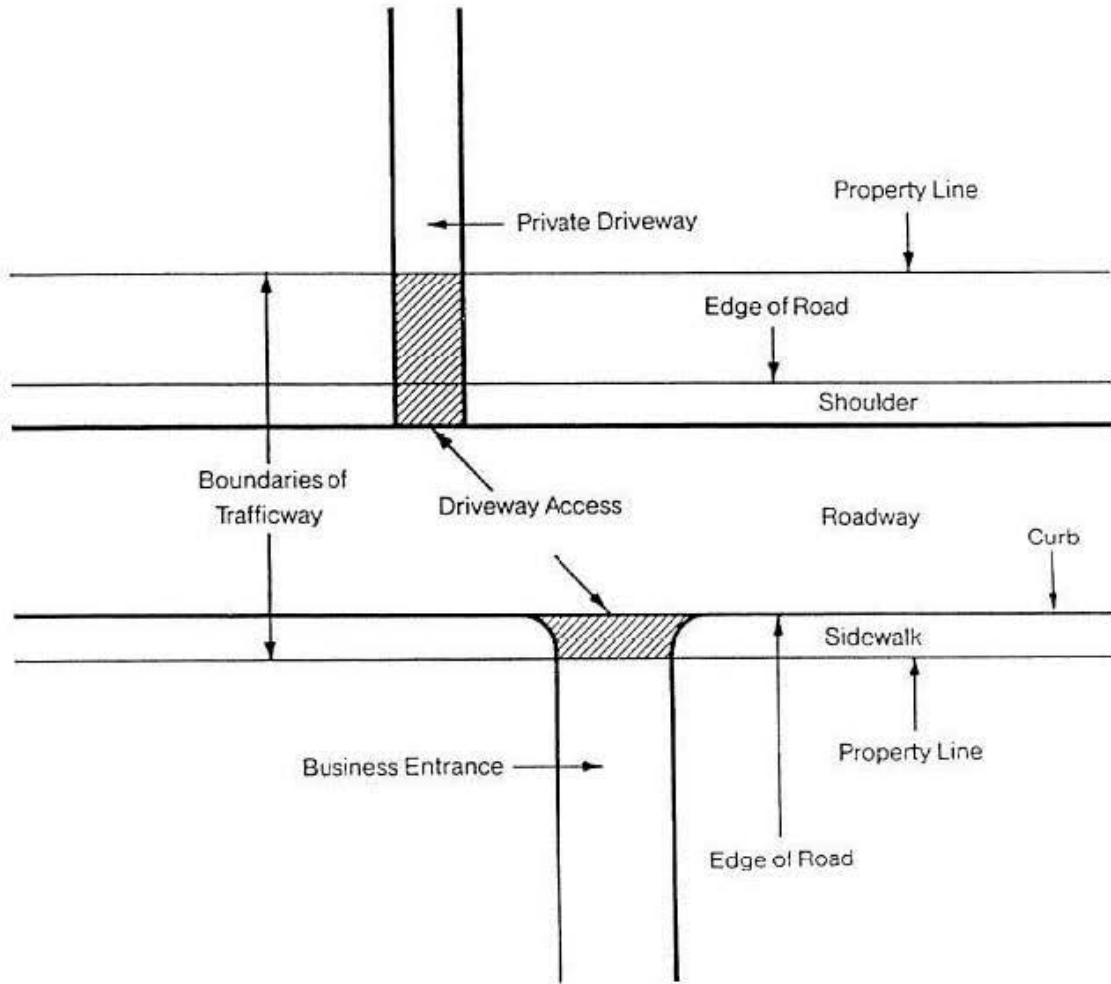 Property Line
Private Driveway
Edge of Road
Shoulder
Boundaries of
Trafficway
Driveway Access
Roadway
Curb
Sidewalk
Property Line
Business Entrance
Edge of Road